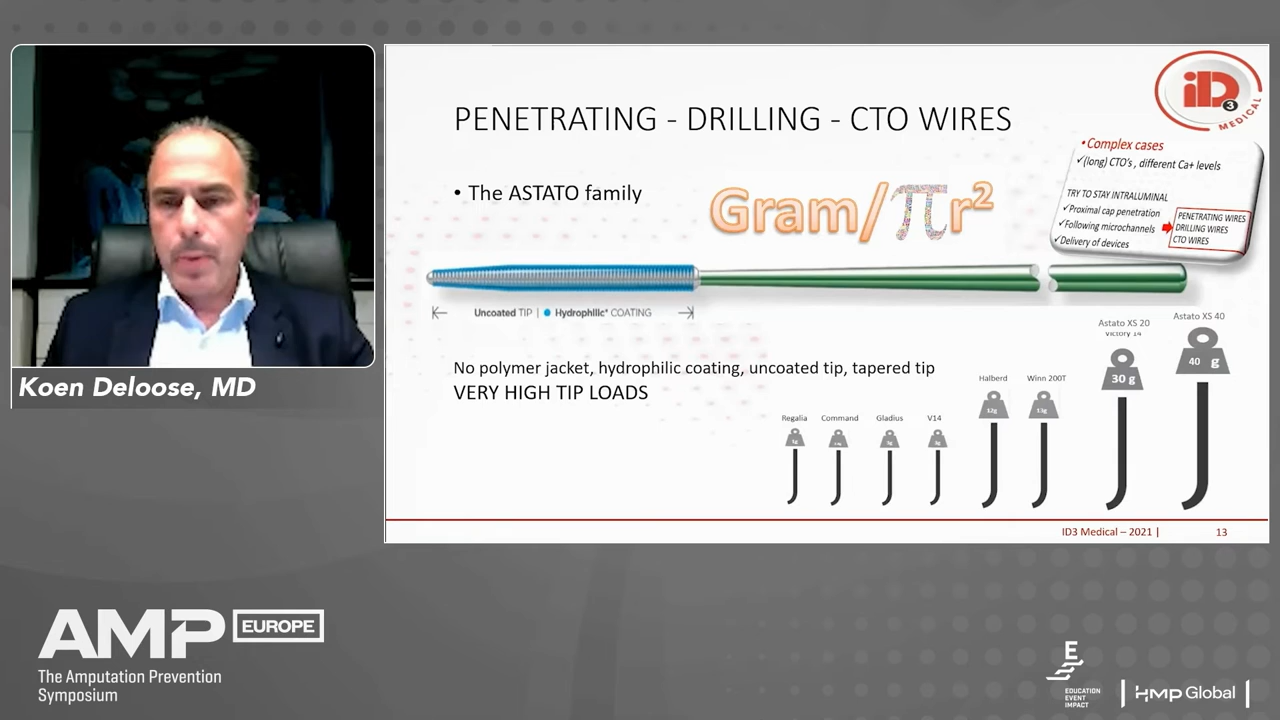 Koen Deloose, MD
AMP EUROPE
The Amputation Prevention
Symposium
PENETRATING - DRILLING - CTO WIRES
iD3
MEDICAL
• Complex cases
✓(long) CTO's , different Ca+ levels
TRY TO STAY INTRALUMINAL
✓Proximal cap penetration
✓Following microchannels
✓Delivery of devices
PENETRATING WIRES
DRILLING WIRES
CTO WIRES
• The ASTATO family
Gram/πr²
Uncoated TIP | Hydrophilic* COATING
No polymer jacket, hydrophilic coating, uncoated tip, tapered tip
VERY HIGH TIP LOADS
Regalia
1g
Command
Gladius
3g
V14
3g
Halberd
12g
Winn 200T
13g
Astato XS 20
Victory 14
30 g
Astato XS 40
40 g
ID3 Medical – 2021 |
13
E
EDUCATION
EVENT
IMPACT
HMP Global